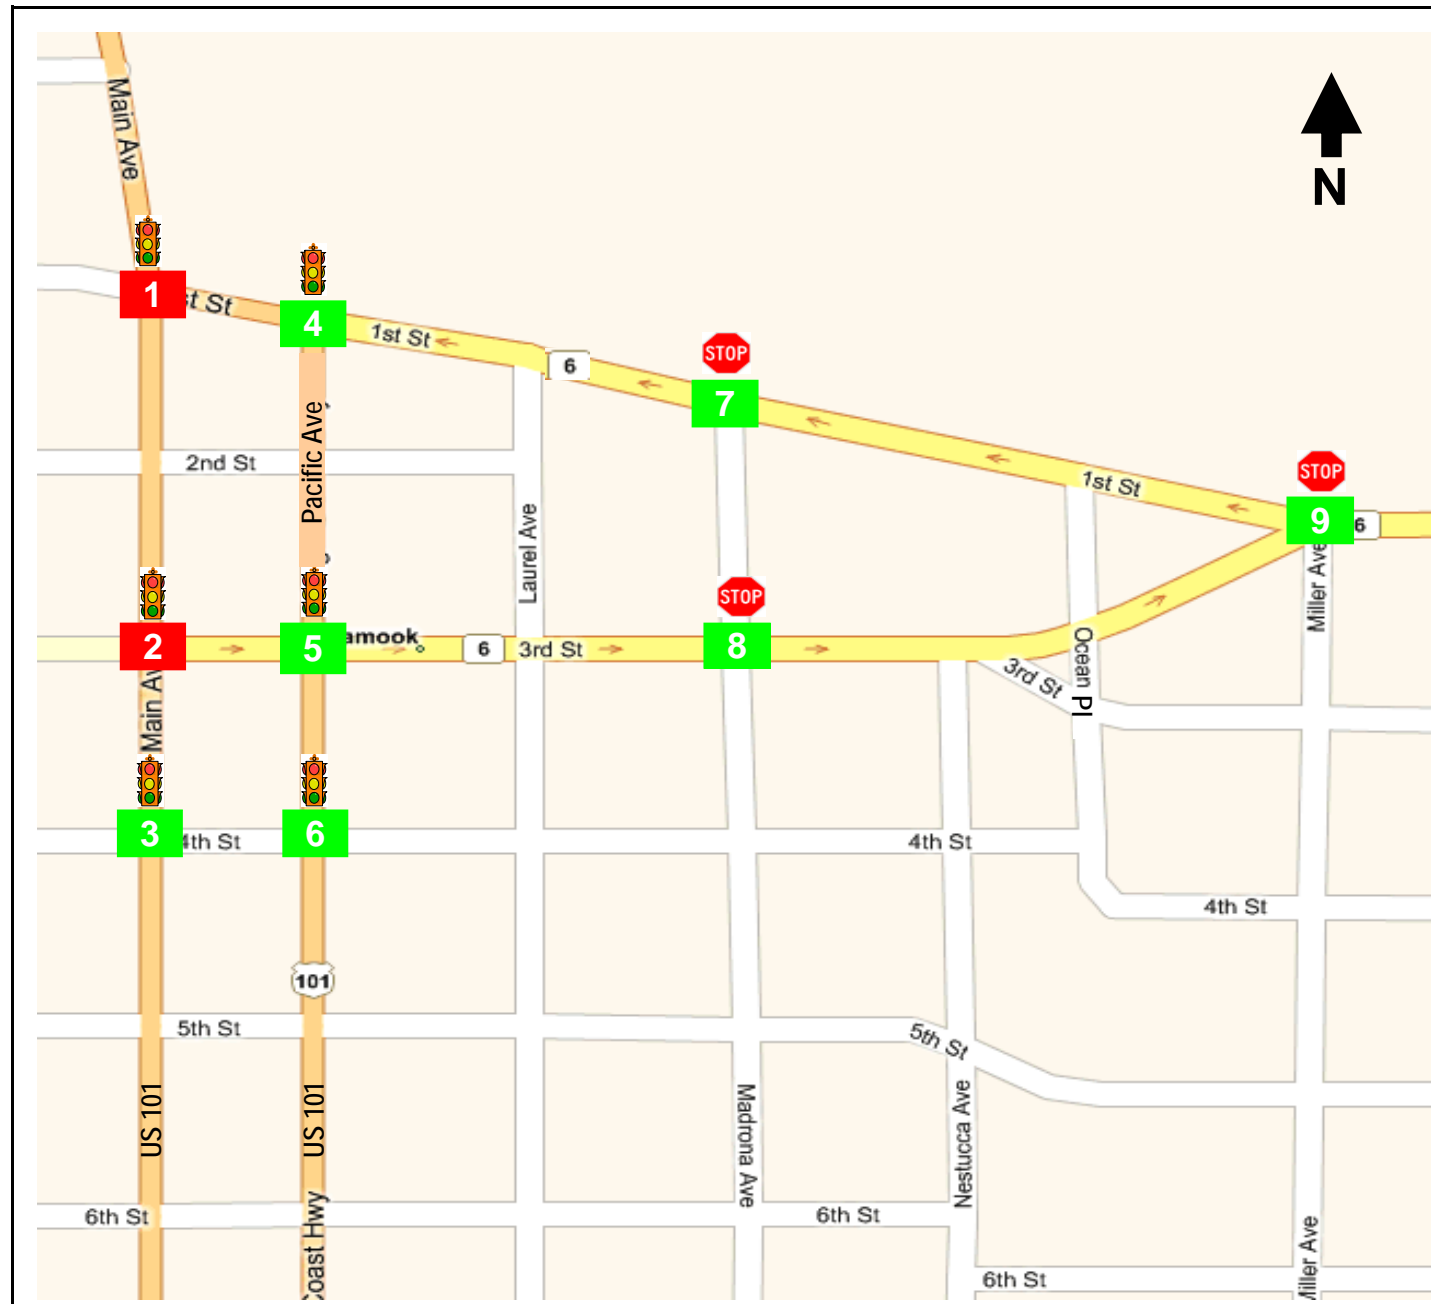 Main Ave
N
1
st St
4
1st St
6
STOP
7
1st St
STOP
9
6
2nd St
Pacific Ave
Laurel Ave
Miller Ave
STOP
2
5
amook
6
3rd St
8
Main Av
3rd St
Ocean Pl
3
4th St
6
4th St
4th St
101
5th St
5th St
US 101
US 101
Madrona Ave
Nestucca Ave
6th St
Coast Hwy
6th St
Miller Ave
6th St